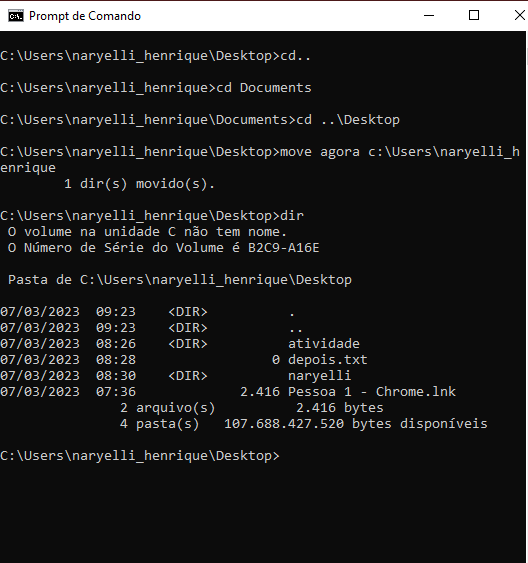 Prompt de Comando
C:\Users\naryelli_henrique\Desktop>cd..
C:\Users\naryelli_henrique>cd Documents
C:\Users\naryelli_henrique\Documents>cd ..\Desktop
C:\Users\naryelli_henrique\Desktop>move agora c:\Users\naryelli_h
enrique
        1 dir(s) movido(s).
C:\Users\naryelli_henrique\Desktop>dir
 O volume na unidade C não tem nome.
 O Número de Série do Volume é B2C9-A16E
 Pasta de C:\Users\naryelli_henrique\Desktop
07/03/2023  09:23    <DIR>          .
07/03/2023  09:23    <DIR>          ..
07/03/2023  08:26    <DIR>          atividade
07/03/2023  08:28                 0 depois.txt
07/03/2023  08:30    <DIR>          naryelli
07/03/2023  07:36             2.416 Pessoa 1 - Chrome.lnk
               2 arquivo(s)          2.416 bytes
               4 pasta(s)   107.688.427.520 bytes disponíveis
C:\Users\naryelli_henrique\Desktop>